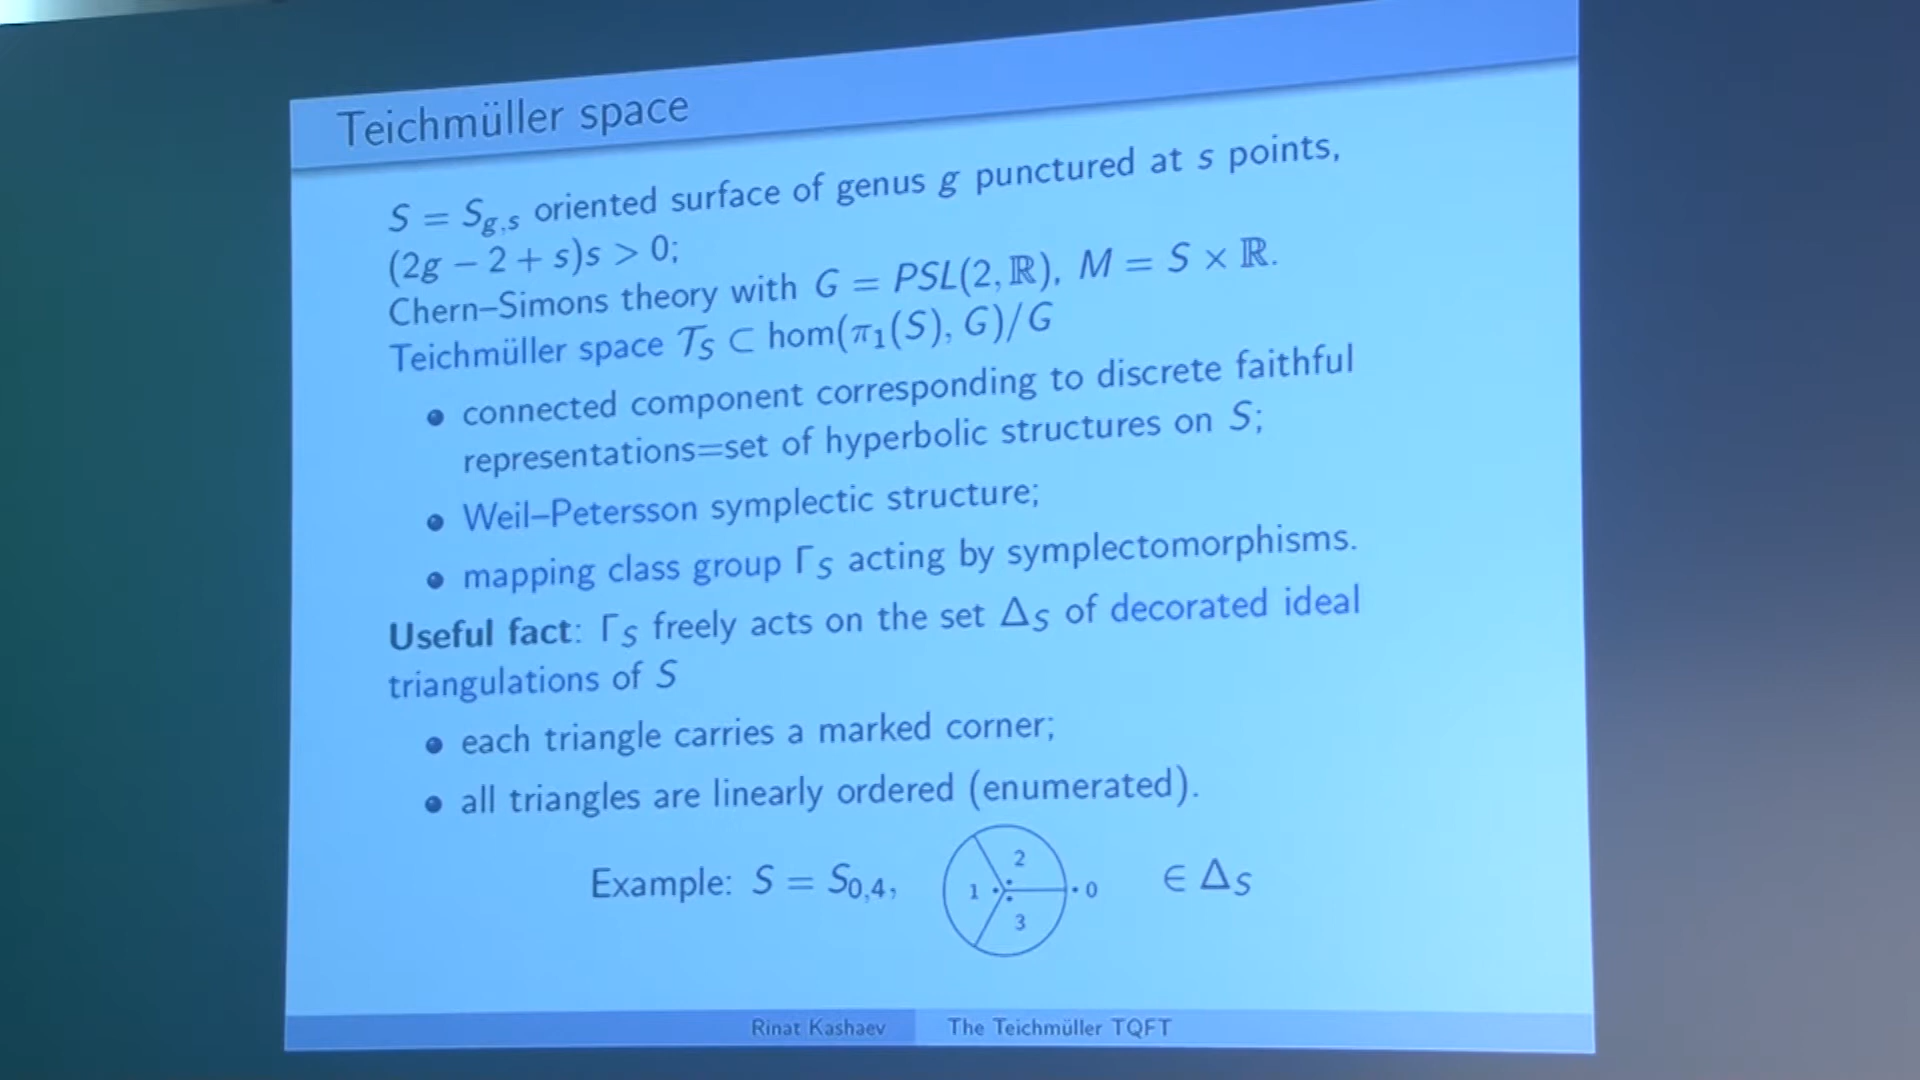 Teichmüller space
S = S_{g,s} oriented surface of genus g punctured at s points,
(2g − 2 + s)s > 0;
Chern–Simons theory with G = PSL(2, ℝ), M = S × ℝ.
Teichmüller space 𝒯_S ⊂ hom(π₁(S), G)/G
• connected component corresponding to discrete faithful
representations=set of hyperbolic structures on S;
• Weil–Petersson symplectic structure;
• mapping class group Γ_S acting by symplectomorphisms.
Useful fact: Γ_S freely acts on the set Δ_S of decorated ideal
triangulations of S
• each triangle carries a marked corner;
• all triangles are linearly ordered (enumerated).
2
Example: S = S_{0,4}, 1 0 ∈ Δ_S
3
Rinat Kashaev The Teichmüller TQFT